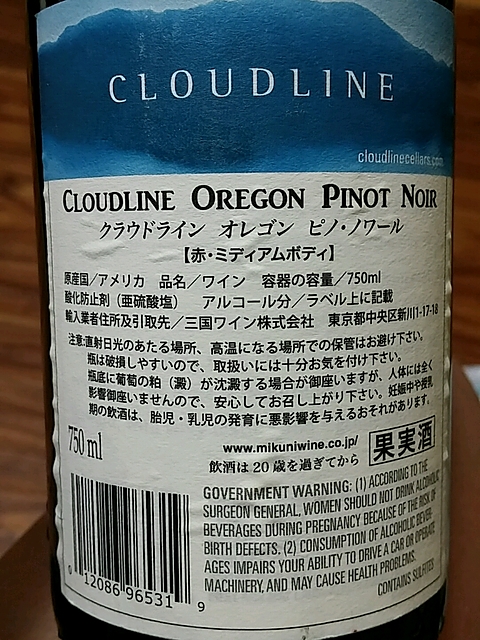 CLOUDLINE
cloudlinecellars.com
CLOUDLINE OREGON PINOT NOIR
クラウドライン オレゴン ピノ・ノワール
【赤・ミディアムボディ】
原産国／アメリカ 品名／ワイン 容器の容量／750ml
酸化防止剤（亜硫酸塩） アルコール分／ラベル上に記載
輸入業者住所及引取先／三国ワイン株式会社 東京都中央区新川1-17-18
注意:直射日光のあたる場所、高温になる場所での保管はお避け下さい。
瓶は破損しやすいので、取扱いには十分お気を付け下さい。
瓶底に葡萄の粕（澱）が沈澱する場合が御座いますが、人体には全く
影響御座いませんので、安心してお召し上がり下さい。妊娠中や授乳
期の飲酒は、胎児・乳児の発育に悪影響を与えるおそれがあります。
750 ml
www.mikuniwine.co.jp/
飲酒は20歳を過ぎてから
果実酒
GOVERNMENT WARNING: (1) ACCORDING TO THE
SURGEON GENERAL, WOMEN SHOULD NOT DRINK ALCOHOLIC
BEVERAGES DURING PREGNANCY BECAUSE OF THE RISK OF
BIRTH DEFECTS. (2) CONSUMPTION OF ALCOHOLIC BEVER-
AGES IMPAIRS YOUR ABILITY TO DRIVE A CAR OR OPERATE
MACHINERY, AND MAY CAUSE HEALTH PROBLEMS.
CONTAINS SULFITES
0 12086 96531 9